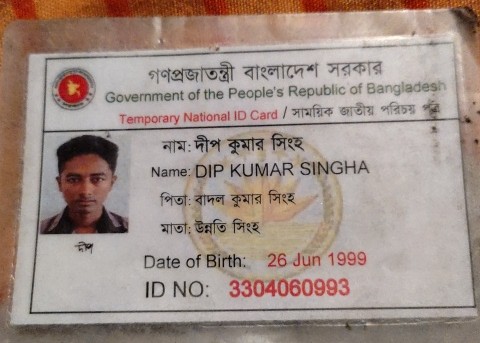 গণপ্রজাতন্ত্রী বাংলাদেশ সরকার
Government of the People's Republic of Bangladesh
Temporary National ID Card / সাময়িক জাতীয় পরিচয় পত্র
নাম: দীপ কুমার সিংহ
Name: DIP KUMAR SINGHA
পিতা: বাদল কুমার সিংহ
মাতা: উন্নতি সিংহ
দীপ
Date of Birth: 26 Jun 1999
ID NO: 3304060993